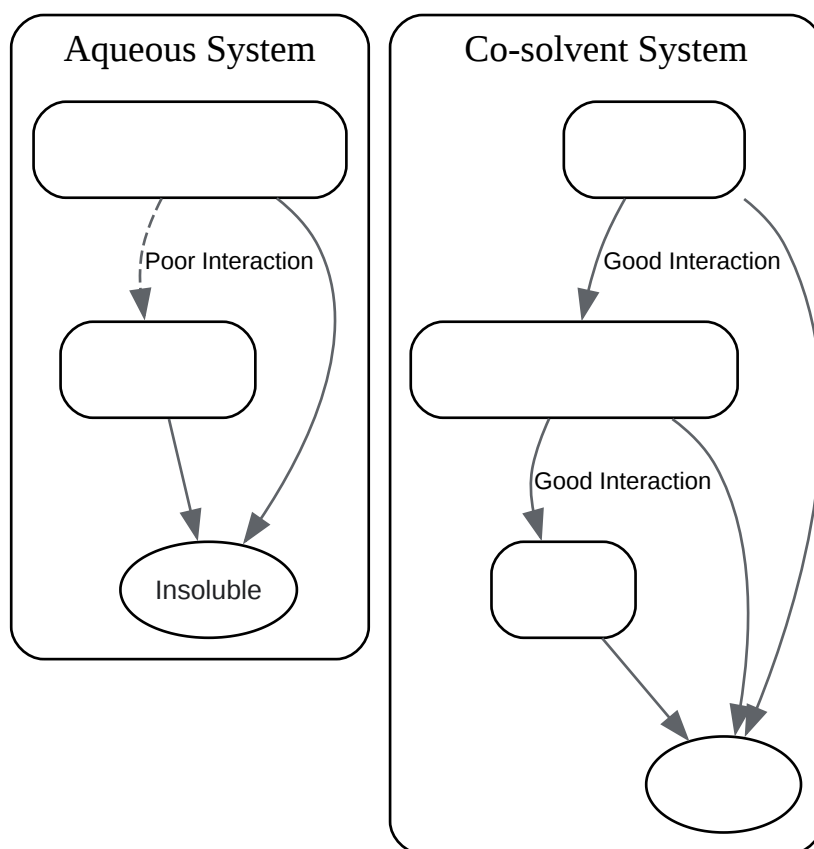 Aqueous System
Co-solvent System
Poor Interaction
Good Interaction
Good Interaction
Insoluble